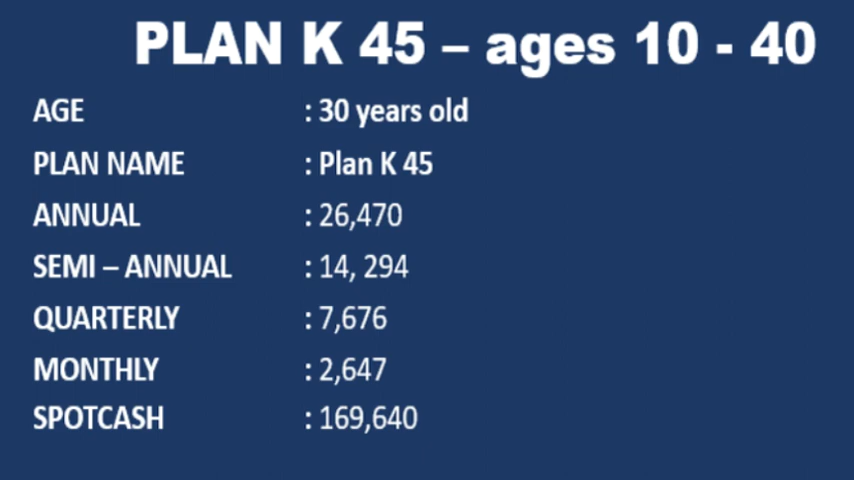 PLAN K 45 – ages 10 - 40
AGE : 30 years old
PLAN NAME : Plan K 45
ANNUAL : 26,470
SEMI – ANNUAL : 14, 294
QUARTERLY : 7,676
MONTHLY : 2,647
SPOTCASH : 169,640